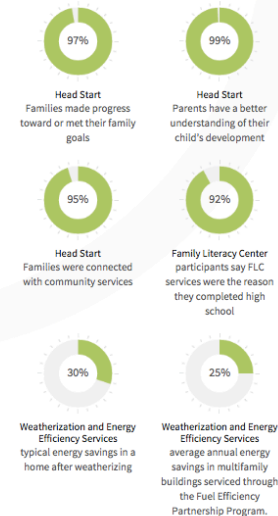 97%
Head Start
Families made progress
toward or met their family
goals
99%
Head Start
Parents have a better
understanding of their
child's development
95%
Head Start
Families were connected
with community services
92%
Family Literacy Center
participants say FLC
services were the reason
they completed high
school
30%
Weatherization and Energy
Efficiency Services
typical energy savings in a
home after weatherizing
25%
Weatherization and Energy
Efficiency Services
average annual energy
savings in multifamily
buildings serviced through
the Fuel Efficiency
Partnership Program.